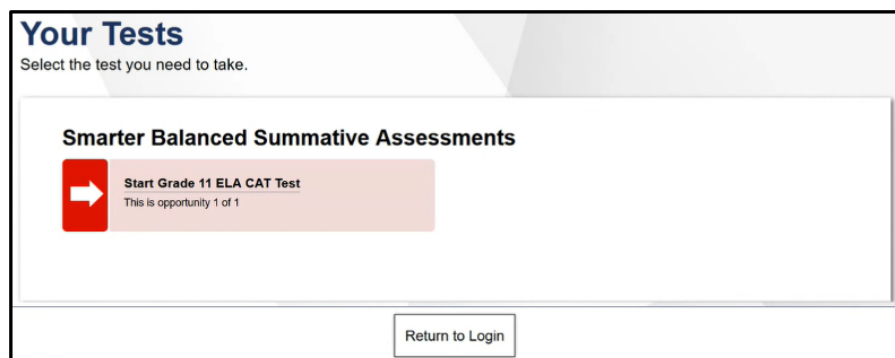 Your Tests
Select the test you need to take.
Smarter Balanced Summative Assessments
Start Grade 11 ELA CAT Test
This is opportunity 1 of 1
Return to Login